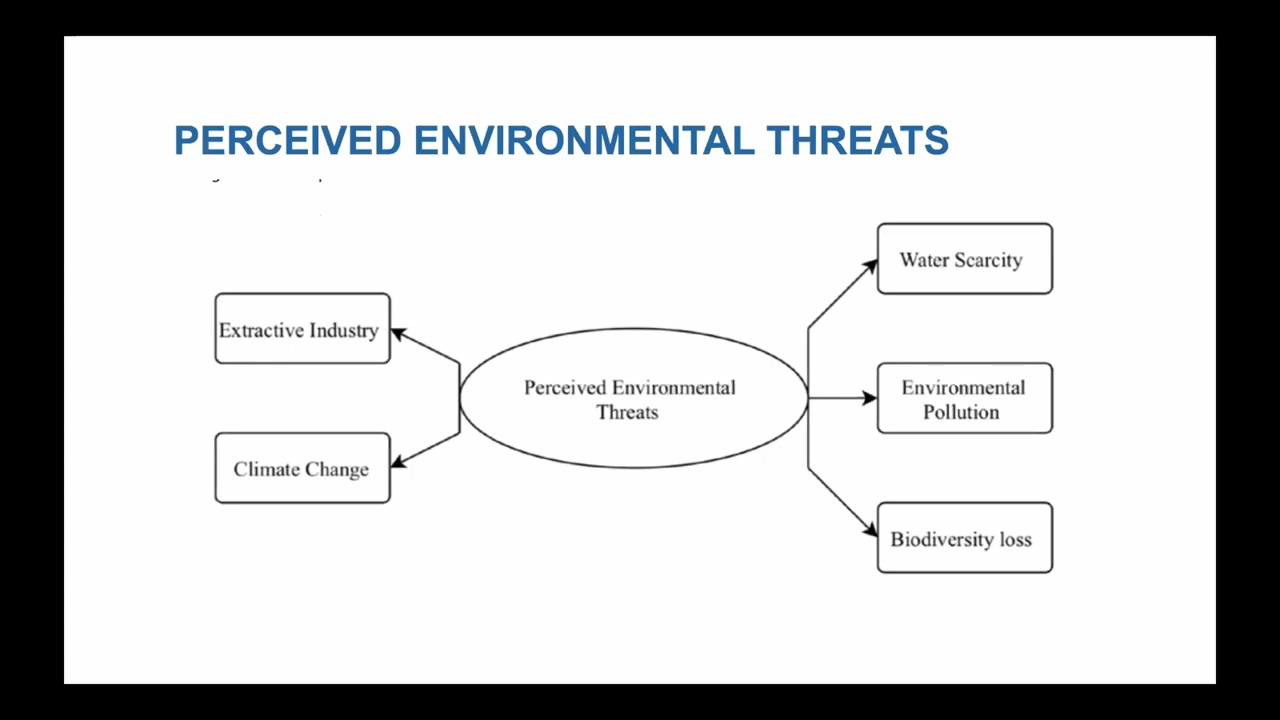 PERCEIVED ENVIRONMENTAL THREATS
Water Scarcity
Extractive Industry
Perceived Environmental
Threats
Environmental
Pollution
Climate Change
Biodiversity loss